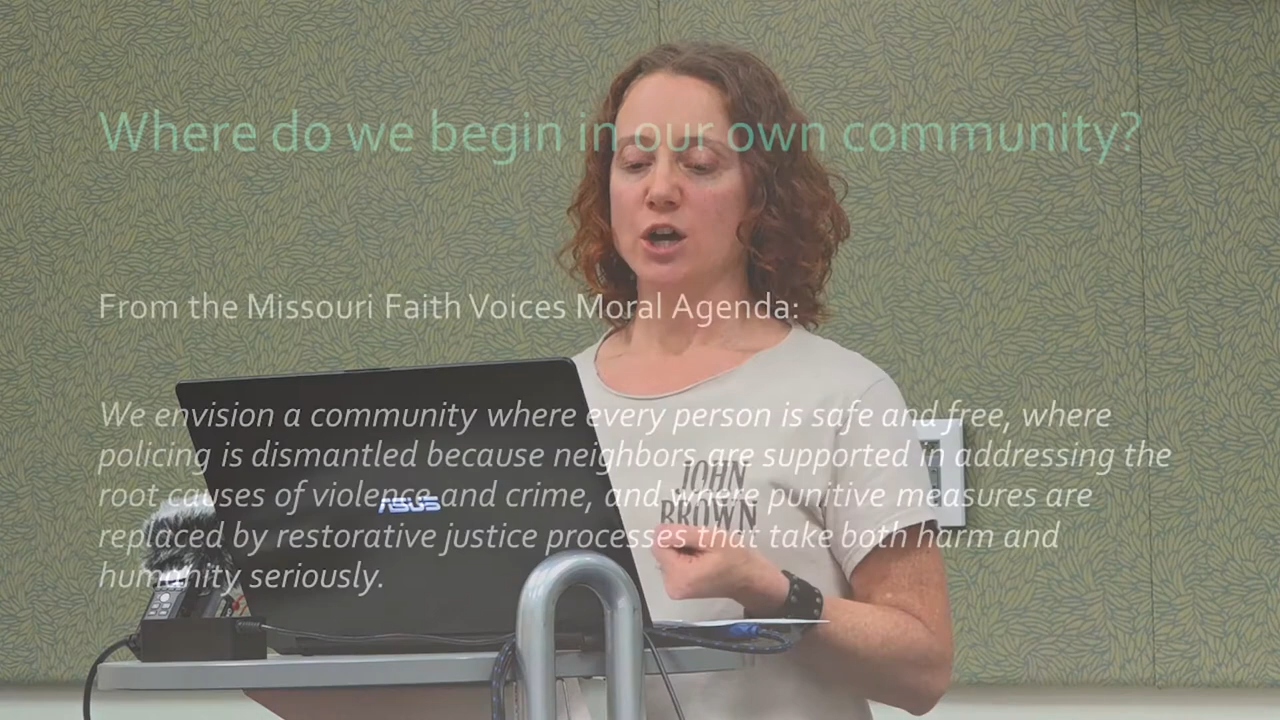 Where do we begin in our own community?
From the Missouri Faith Voices Moral Agenda:
We envision a community where every person is safe and free, where
policing is dismantled because neighbors are supported in addressing the
root causes of violence and crime, and where punitive measures are
replaced by restorative justice processes that take both harm and
humanity seriously.
ASUS
JOHN
BROWN